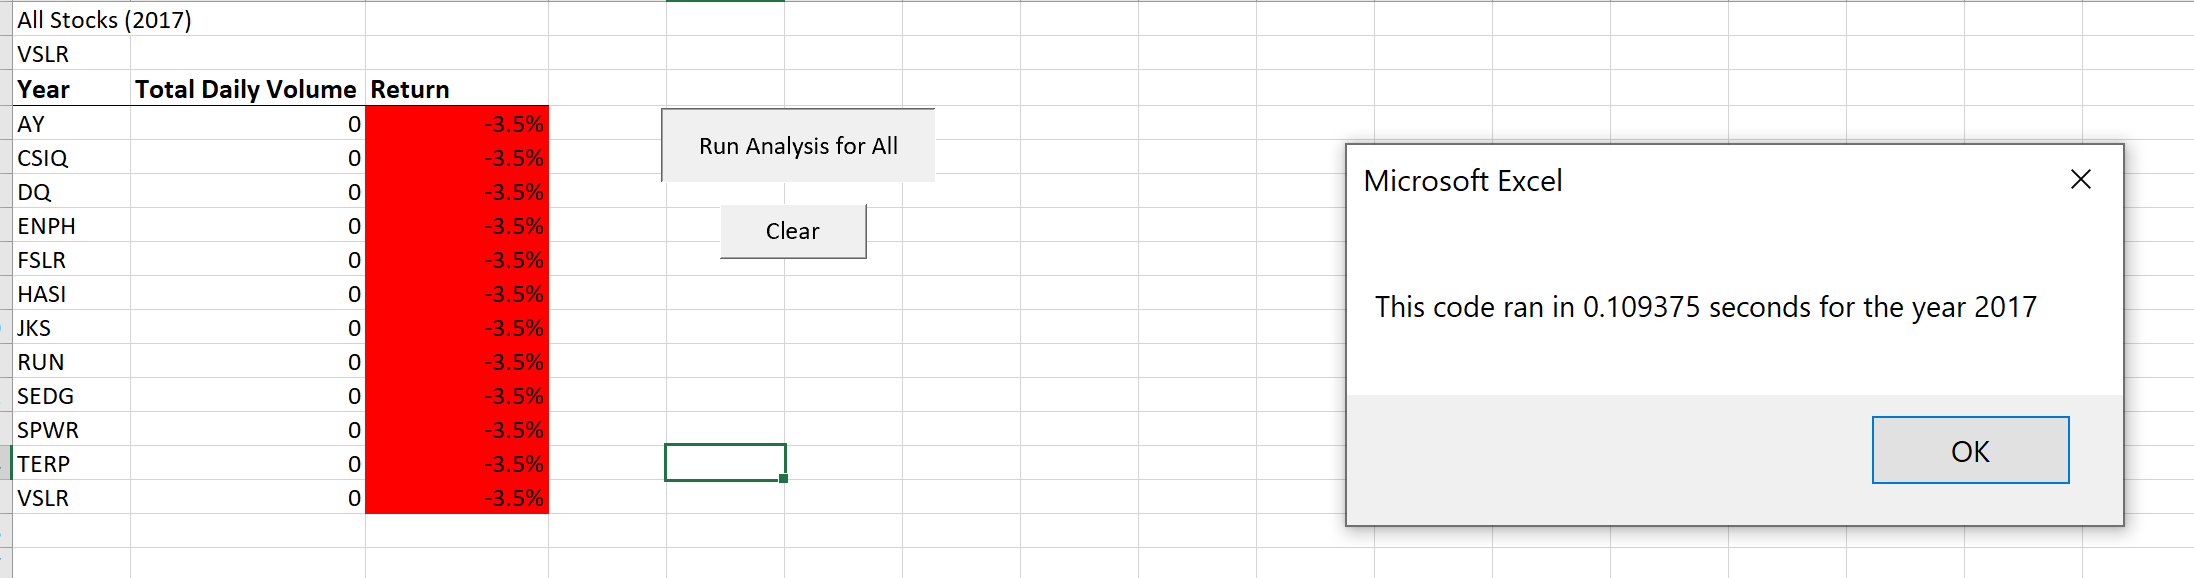 All Stocks (2017)
VSLR
Year Total Daily Volume Return
AY 0 -3.5%
CSIQ 0 -3.5%
DQ 0 -3.5%
ENPH 0 -3.5%
FSLR 0 -3.5%
HASI 0 -3.5%
JKS 0 -3.5%
RUN 0 -3.5%
SEDG 0 -3.5%
SPWR 0 -3.5%
TERP 0 -3.5%
VSLR 0 -3.5%
Run Analysis for All
Clear
Microsoft Excel
This code ran in 0.109375 seconds for the year 2017
OK